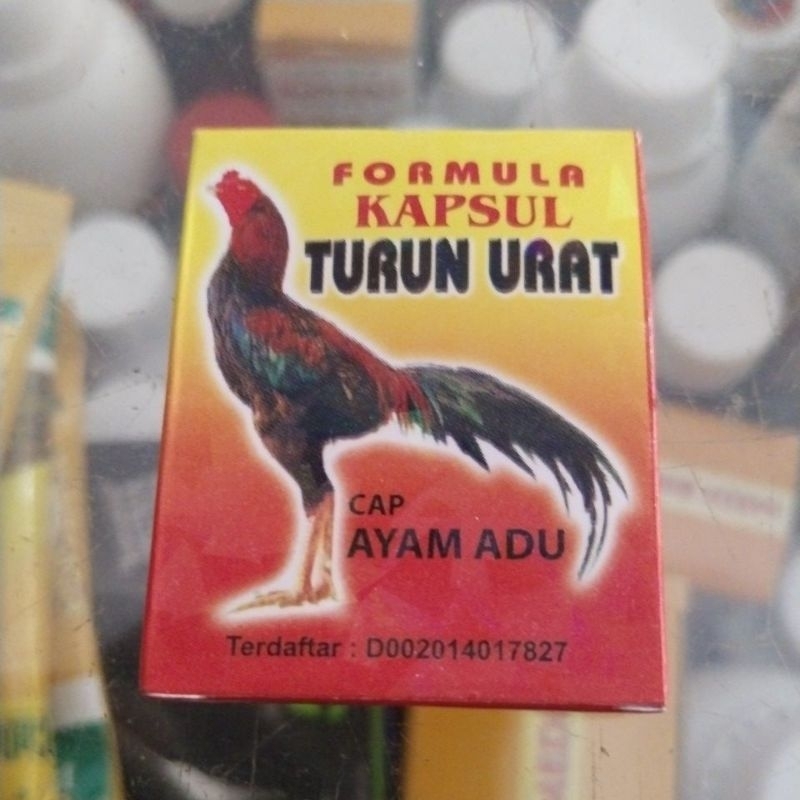 FORMULA
KAPSUL
TURUN URAT
CAP
AYAM ADU
Terdaftar : D002014017827